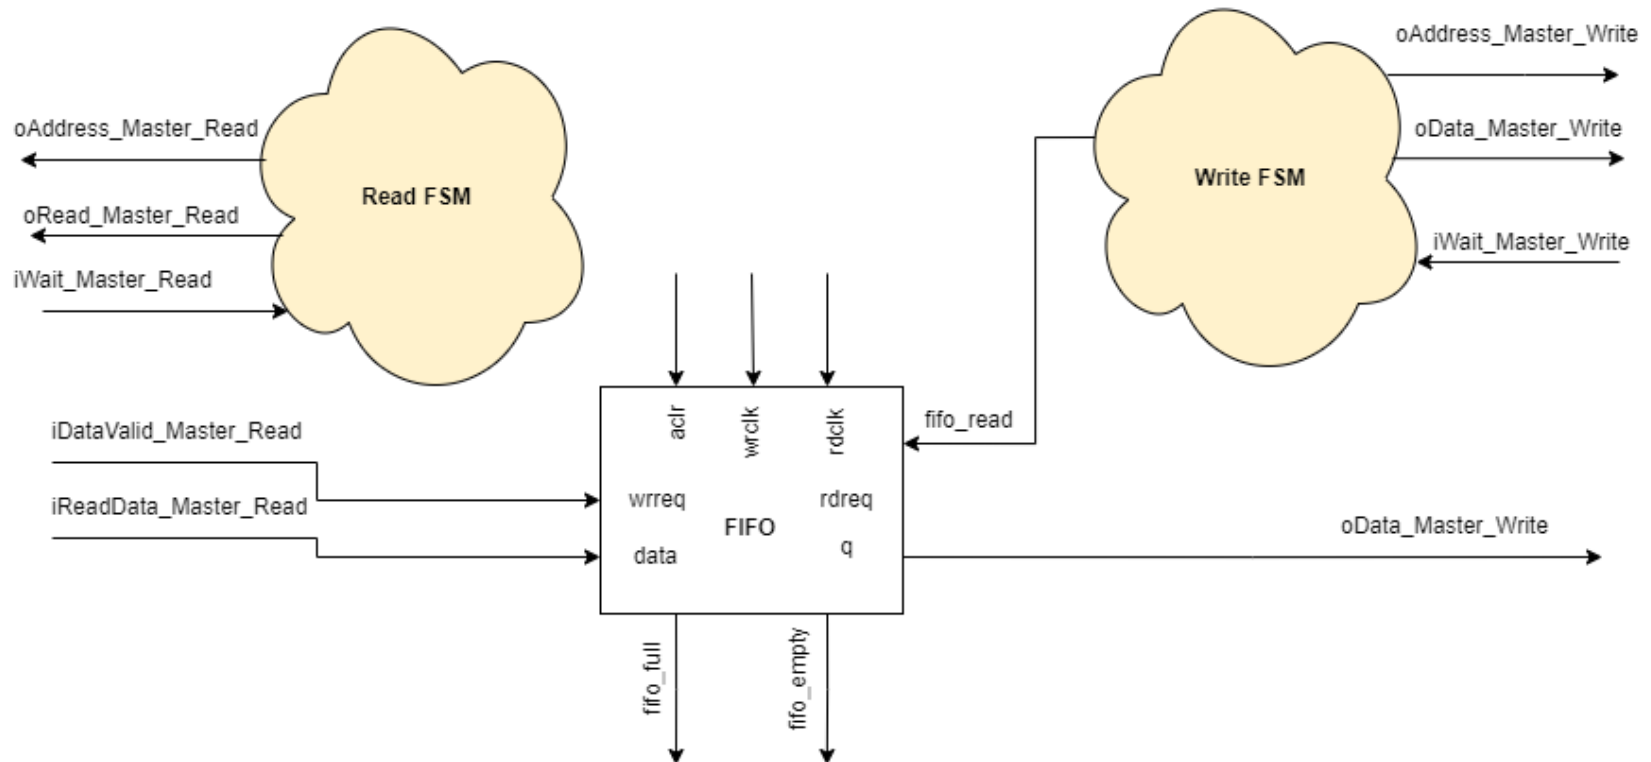 oAddress_Master_Write
oAddress_Master_Read
oData_Master_Write
Read FSM
Write FSM
oRead_Master_Read
iWait_Master_Write
iWait_Master_Read
aclr
wrclk
rdclk
fifo_read
iDataValid_Master_Read
wrreq
rdreq
iReadData_Master_Read
FIFO
oData_Master_Write
q
data
fifo_full
fifo_empty